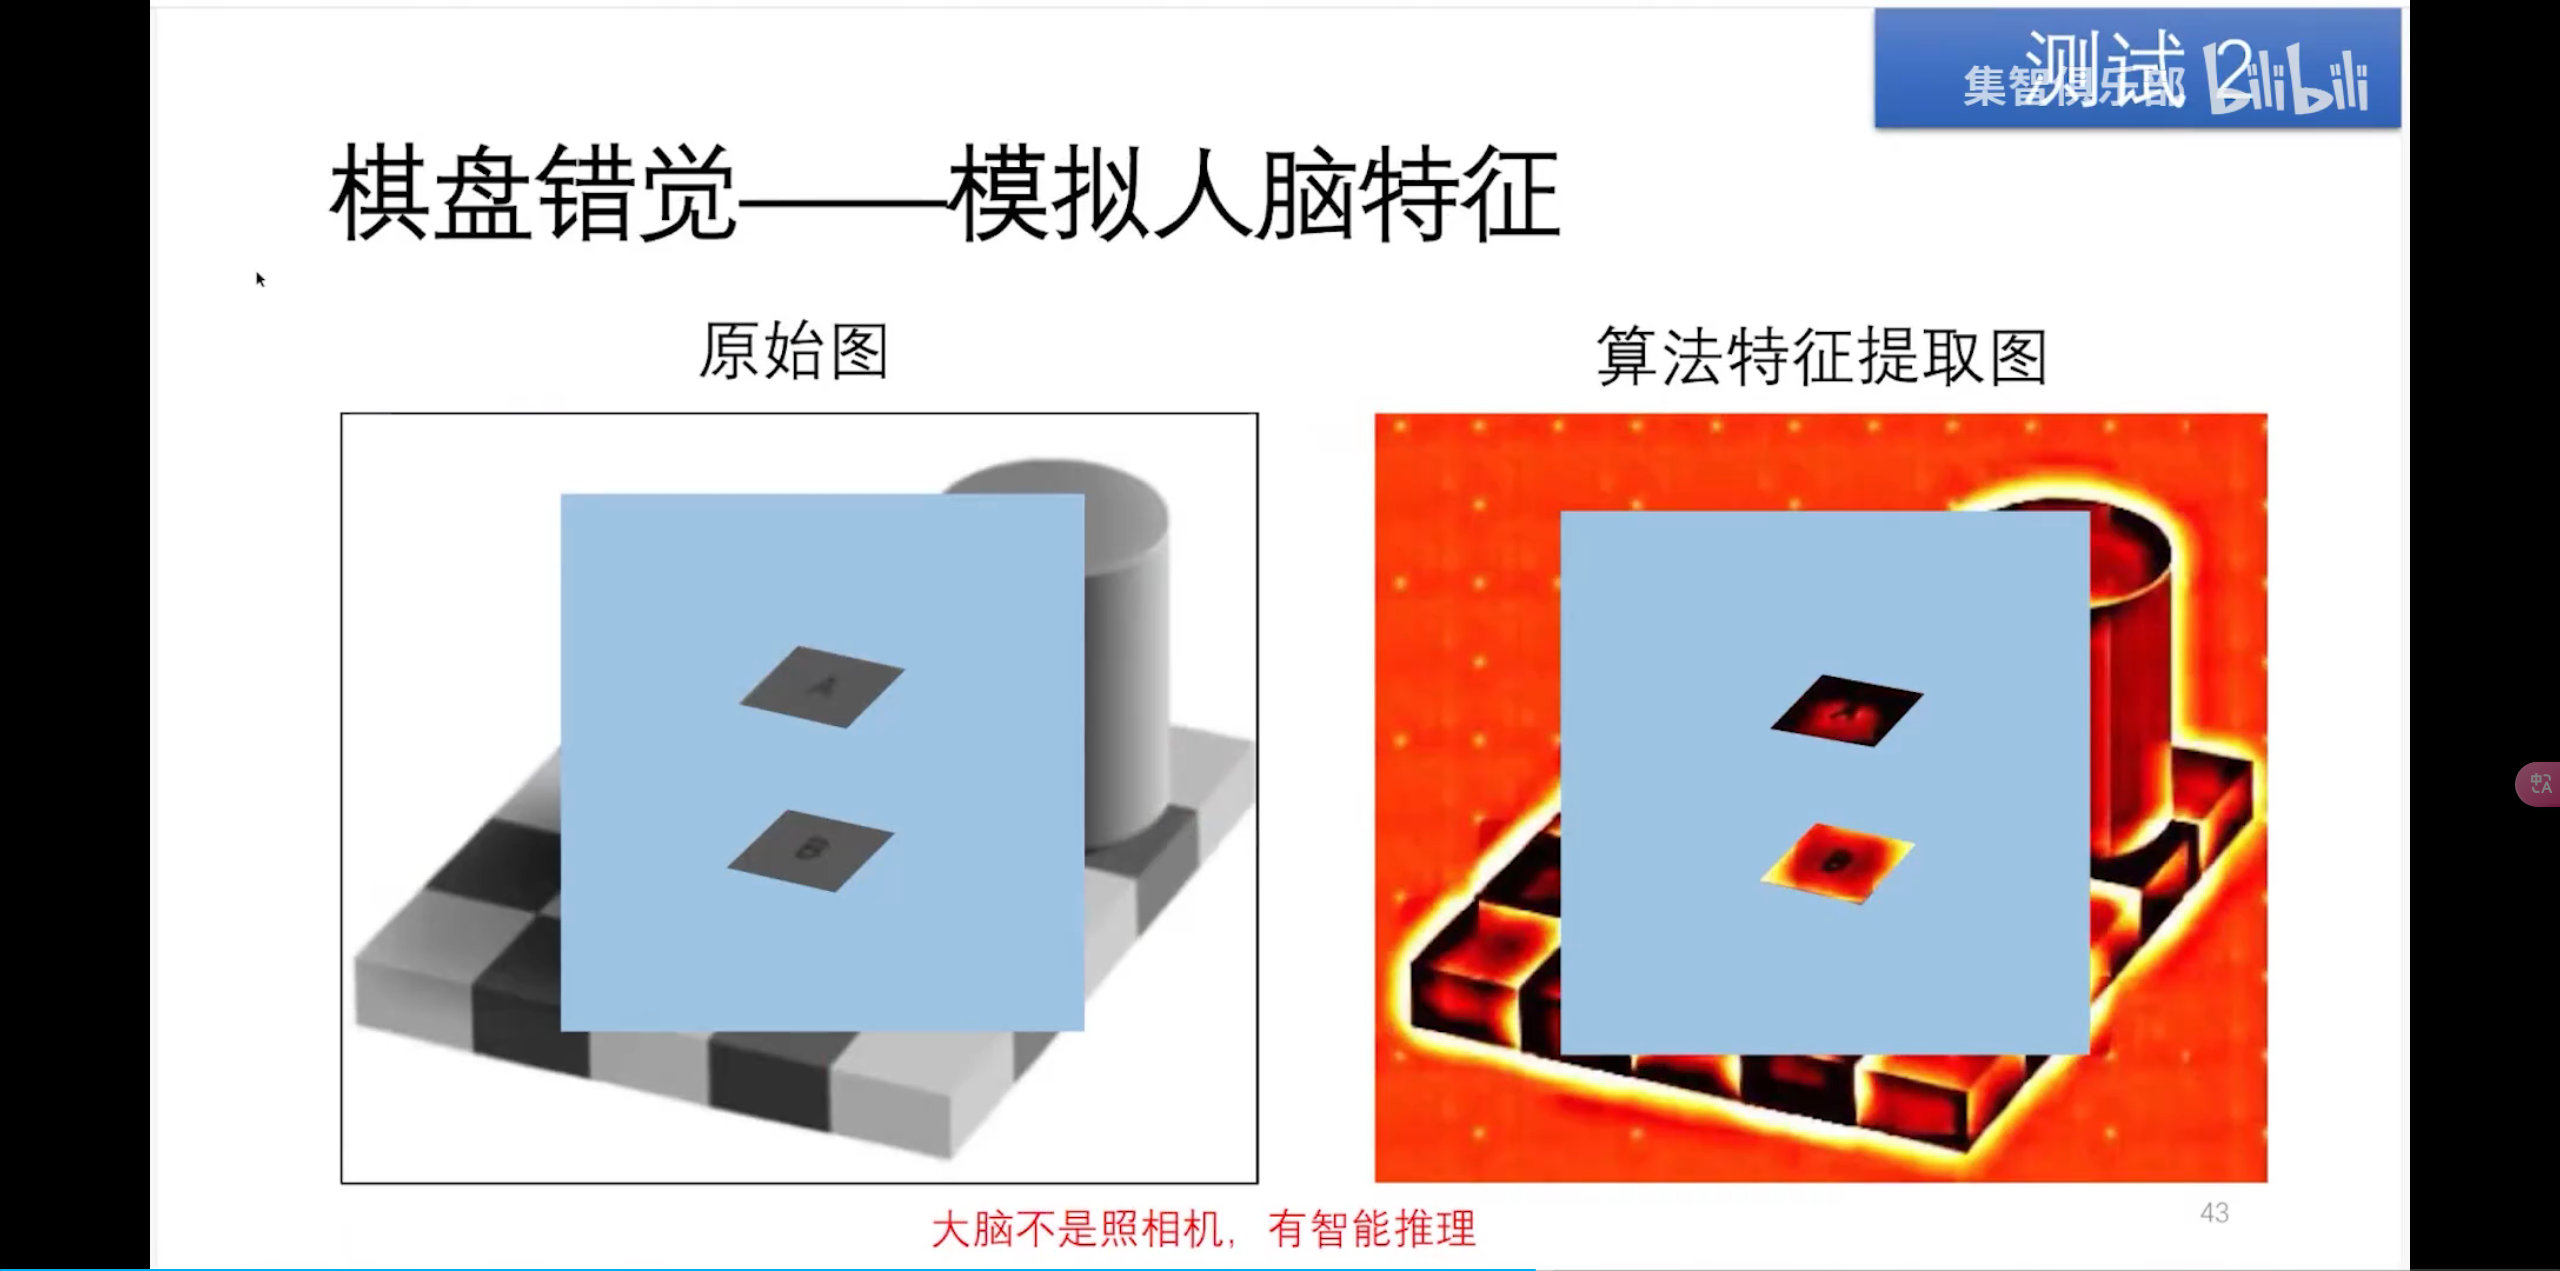 测试 2
集智俱乐部 bilibili
棋盘错觉——模拟人脑特征
原始图
算法特征提取图
A
B
A
B
大脑不是照相机，有智能推理
43
中A